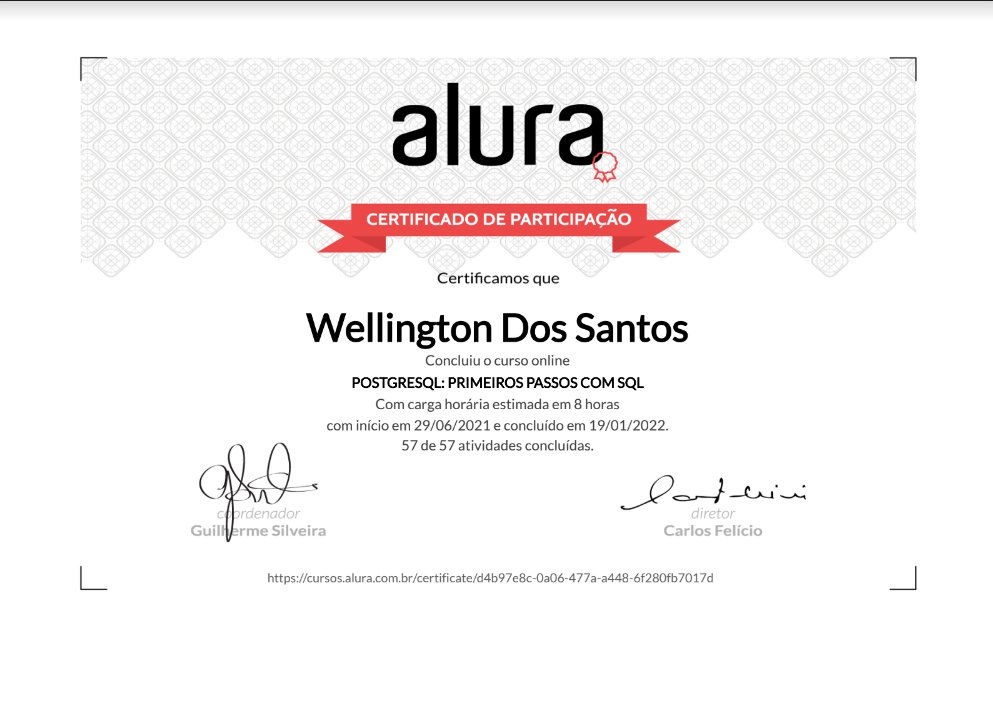 alura
CERTIFICADO DE PARTICIPAÇÃO
Certificamos que
Wellington Dos Santos
Concluiu o curso online
POSTGRESQL: PRIMEIROS PASSOS COM SQL
Com carga horária estimada em 8 horas
com início em 29/06/2021 e concluído em 19/01/2022.
57 de 57 atividades concluídas.
coordenador
Guilherme Silveira
diretor
Carlos Felício
https://cursos.alura.com.br/certificate/d4b97e8c-0a06-477a-a448-6f280fb7017d